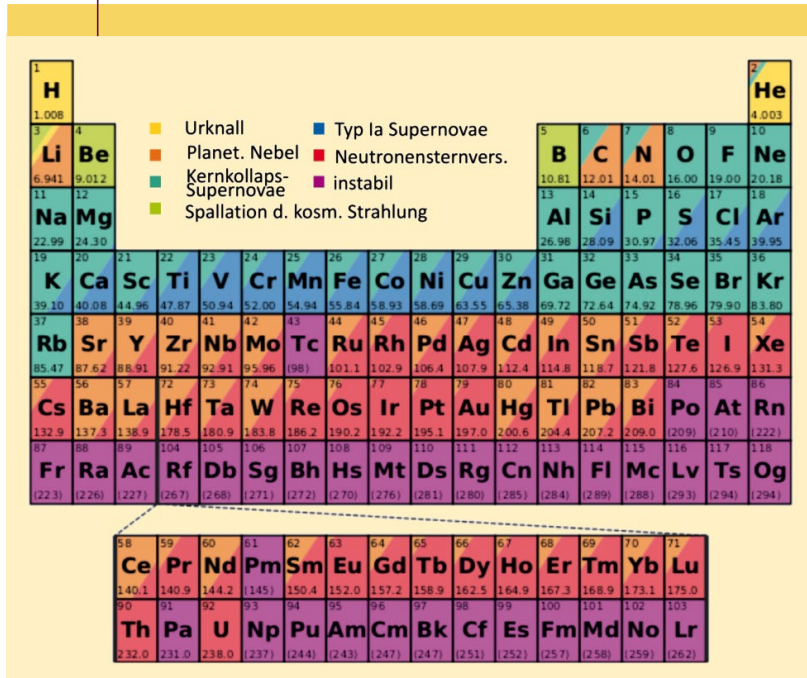 1 2
H He
1.008 4.003
Urknall Typ Ia Supernovae
Planet. Nebel Neutronensternvers.
Kernkollaps- instabil
Supernovae
Spallation d. kosm. Strahlung
3 4 5 6 7 8 9 10
Li Be B C N O F Ne
6.941 9.012 10.81 12.01 14.01 16.00 19.00 20.18
11 12 13 14 15 16 17 18
Na Mg Al Si P S Cl Ar
22.99 24.30 26.98 28.09 30.97 32.06 35.45 39.95
19 20 21 22 23 24 25 26 27 28 29 30 31 32 33 34 35 36
K Ca Sc Ti V Cr Mn Fe Co Ni Cu Zn Ga Ge As Se Br Kr
39.10 40.08 44.96 47.87 50.94 52.00 54.94 55.84 58.93 58.69 63.55 65.38 69.72 72.64 74.92 78.96 79.90 83.80
37 38 39 40 41 42 43 44 45 46 47 48 49 50 51 52 53 54
Rb Sr Y Zr Nb Mo Tc Ru Rh Pd Ag Cd In Sn Sb Te I Xe
85.47 87.62 88.91 91.22 92.91 95.96 (98) 101.1 102.9 106.4 107.9 112.4 114.8 118.7 121.8 127.6 126.9 131.3
55 56 57 72 73 74 75 76 77 78 79 80 81 82 83 84 85 86
Cs Ba La Hf Ta W Re Os Ir Pt Au Hg Tl Pb Bi Po At Rn
132.9 137.3 138.9 178.5 180.9 183.8 186.2 190.2 192.2 195.1 197.0 200.6 204.4 207.2 209.0 (209) (210) (222)
87 88 89 104 105 106 107 108 109 110 111 112 113 114 115 116 117 118
Fr Ra Ac Rf Db Sg Bh Hs Mt Ds Rg Cn Nh Fl Mc Lv Ts Og
(223) (226) (227) (267) (268) (271) (272) (270) (276) (281) (280) (285) (284) (289) (288) (293) (294) (294)
58 59 60 61 62 63 64 65 66 67 68 69 70 71
Ce Pr Nd Pm Sm Eu Gd Tb Dy Ho Er Tm Yb Lu
140.1 140.9 144.2 (145) 150.4 152.0 157.2 158.9 162.5 164.9 167.3 168.9 173.1 175.0
90 91 92 93 94 95 96 97 98 99 100 101 102 103
Th Pa U Np Pu Am Cm Bk Cf Es Fm Md No Lr
232.0 231.0 238.0 (237) (244) (243) (247) (247) (251) (252) (257) (258) (259) (262)